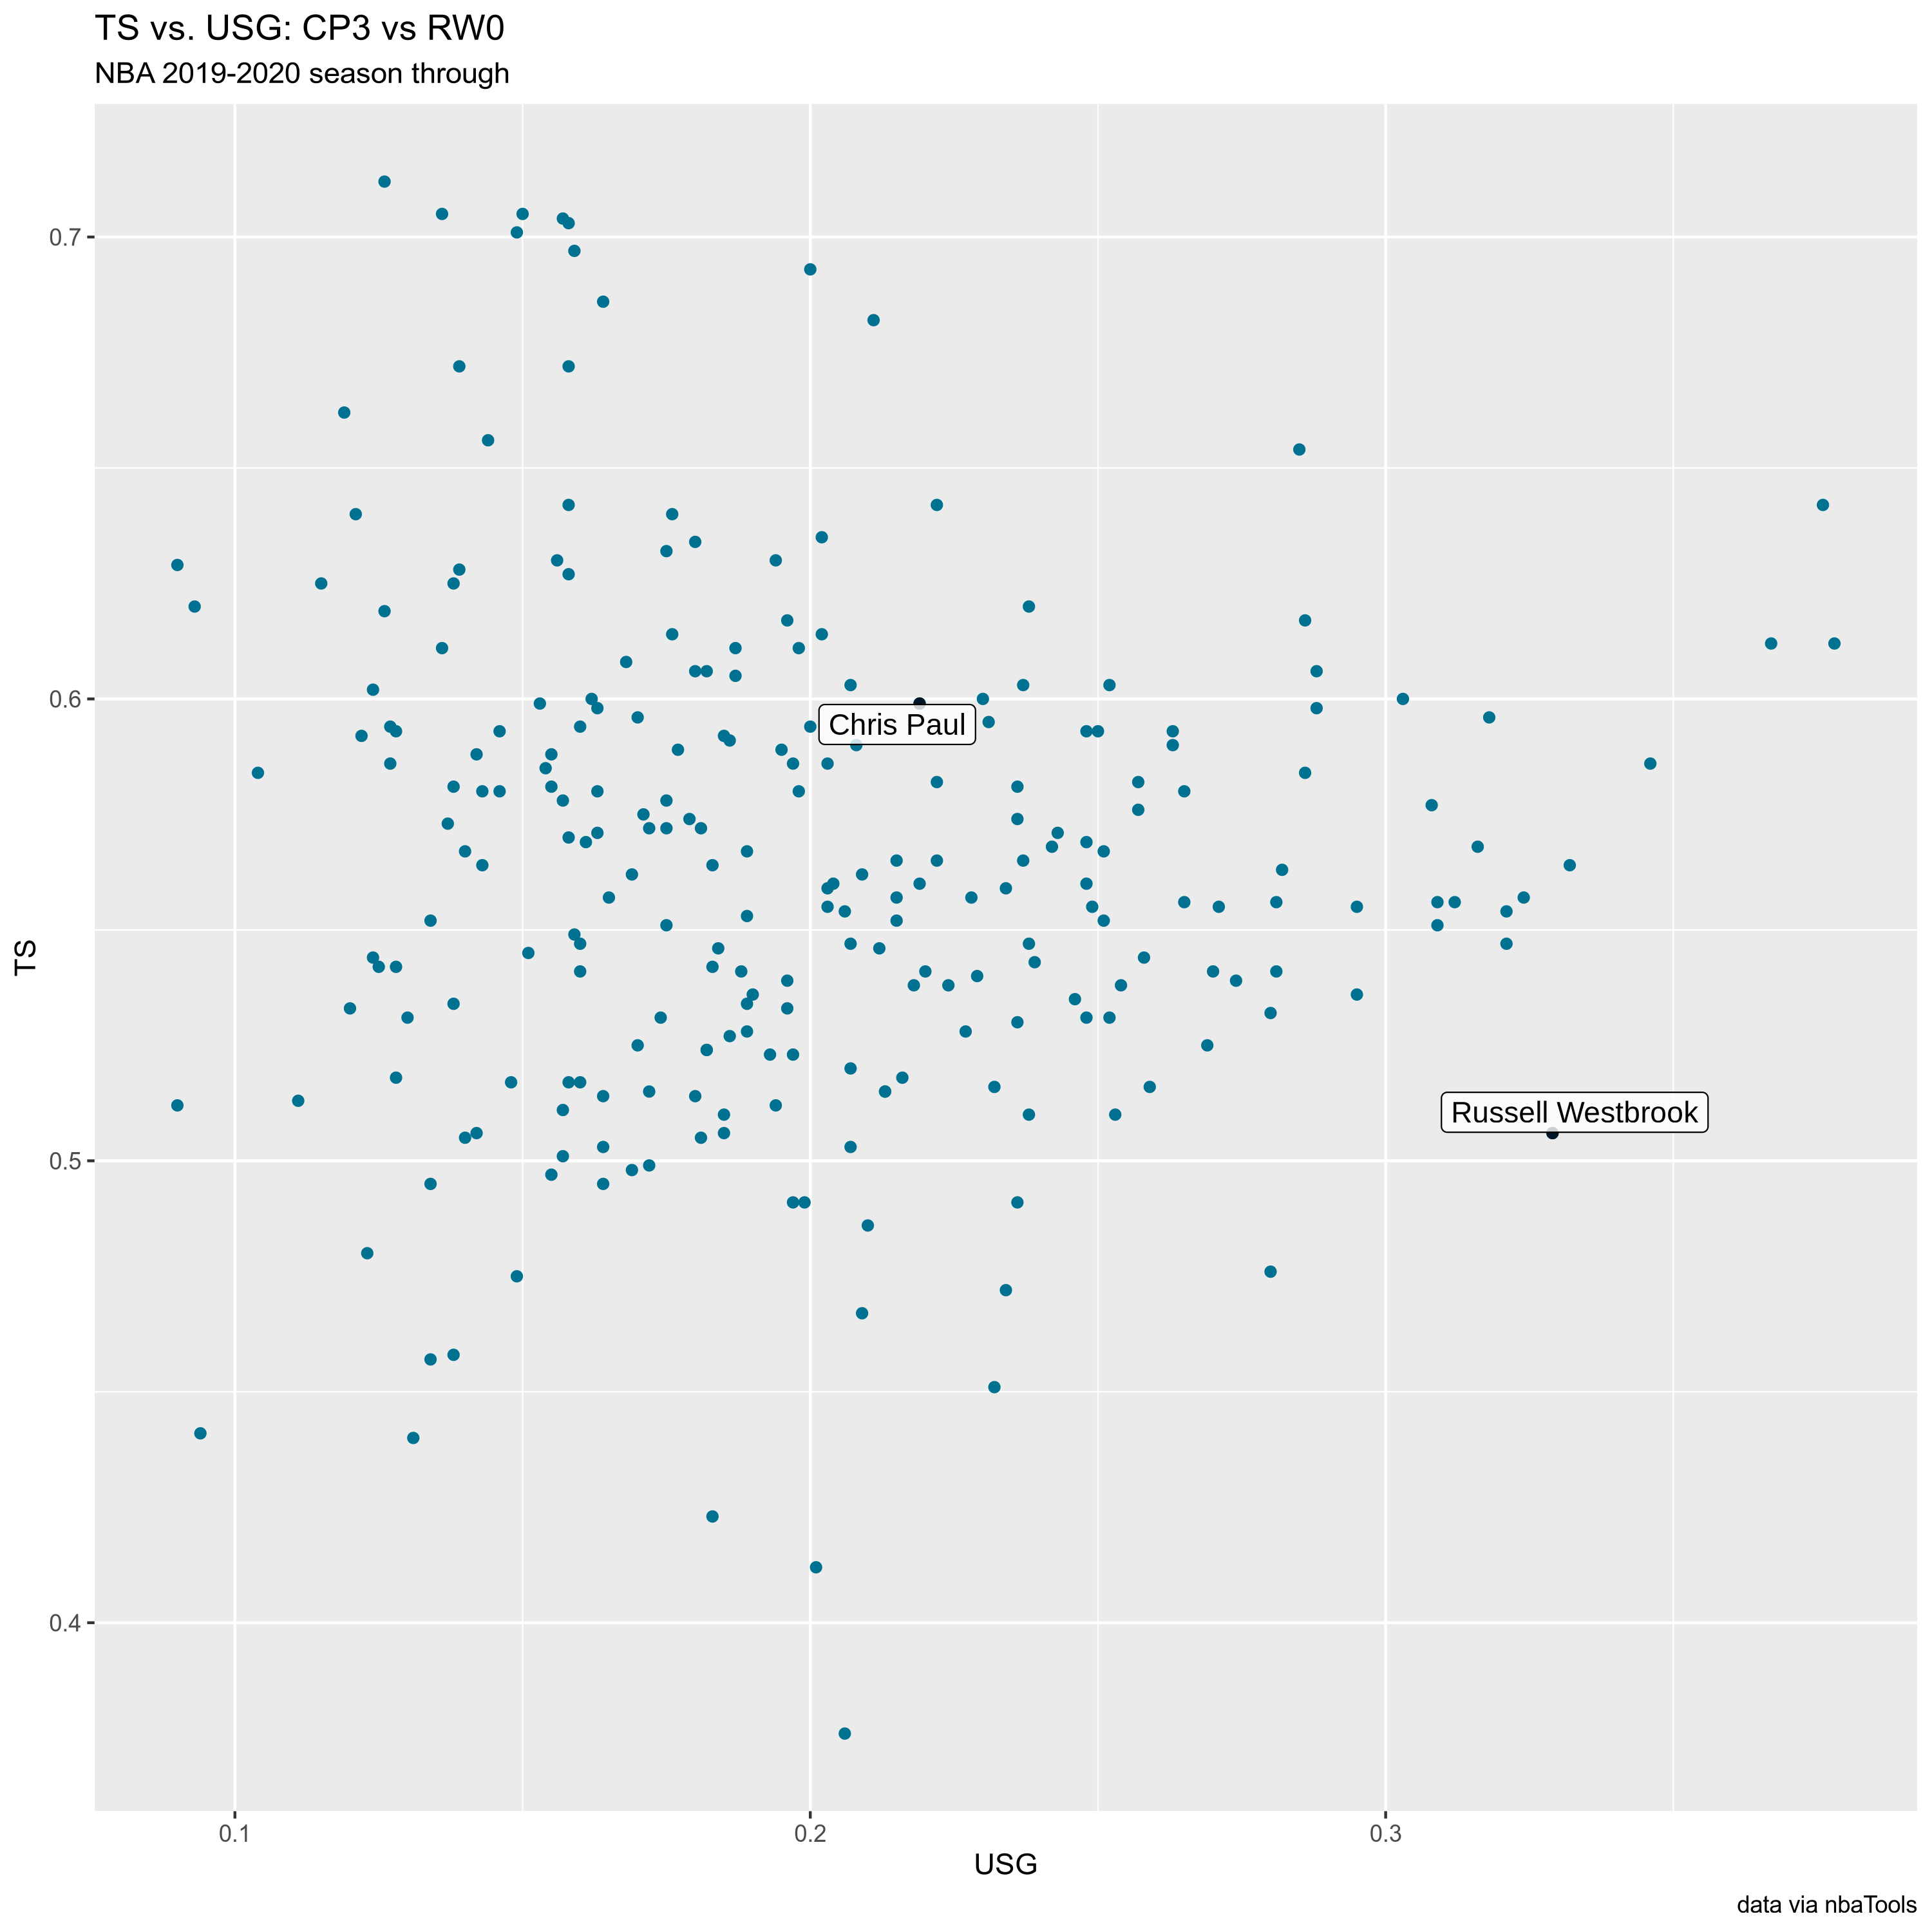 TS vs. USG: CP3 vs RW0
NBA 2019-2020 season through
0.7
0.6
0.5
0.4
TS
Chris Paul
Russell Westbrook
0.1
0.2
0.3
USG
data via nbaTools